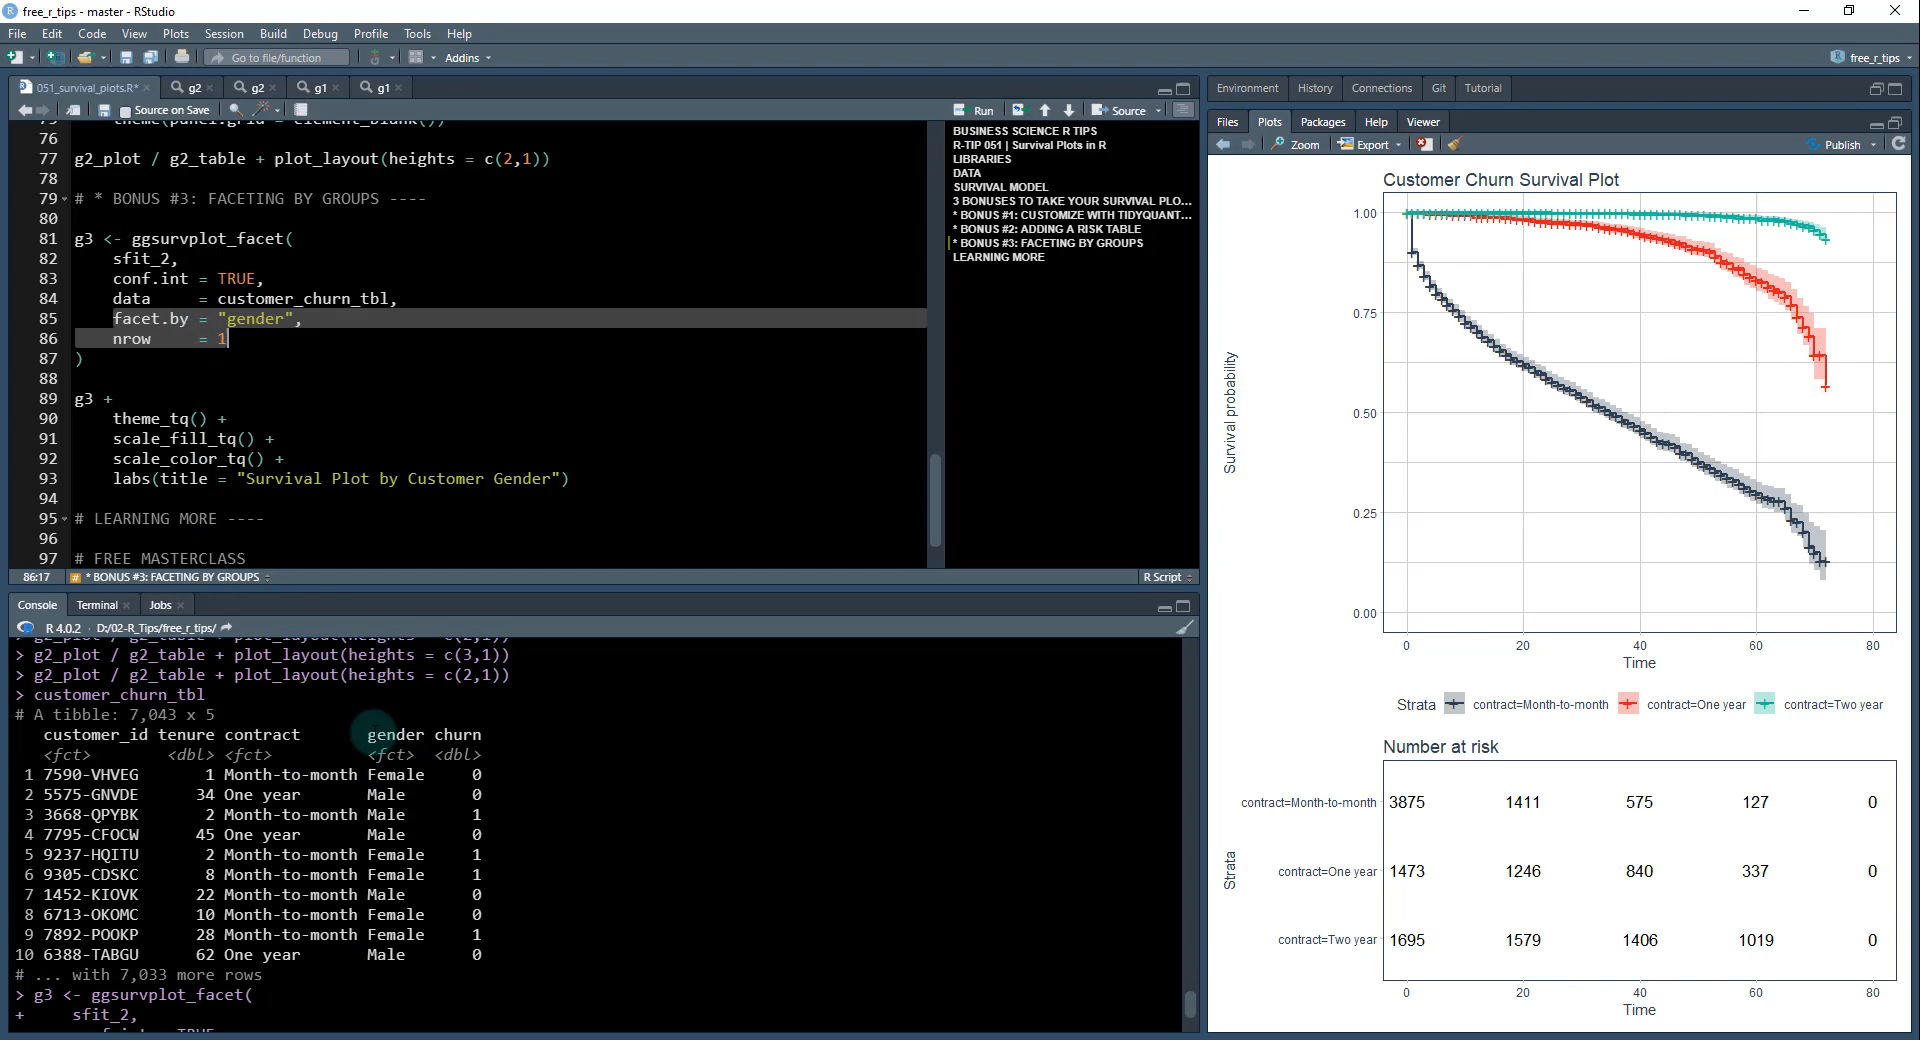 free_r_tips - master - RStudio
File Edit Code View Plots Session Build Debug Profile Tools Help
Go to file/function Addins free_r_tips
051_survival_plots.R* g2 g2 g1 g1
Source on Save Run Source
75 theme(panel.grid = element_blank())
76
77 g2_plot / g2_table + plot_layout(heights = c(2,1))
78
79 # * BONUS #3: FACETING BY GROUPS ----
80
81 g3 <- ggsurvplot_facet(
82 sfit_2,
83 conf.int = TRUE,
84 data = customer_churn_tbl,
85 facet.by = "gender",
86 nrow = 1
87 )
88
89 g3 +
90 theme_tq() +
91 scale_fill_tq() +
92 scale_color_tq() +
93 labs(title = "Survival Plot by Customer Gender")
94
95 # LEARNING MORE ----
96
97 # FREE MASTERCLASS
86:17 # * BONUS #3: FACETING BY GROUPS R Script
BUSINESS SCIENCE R TIPS
R-TIP 051 | Survival Plots in R
LIBRARIES
DATA
SURVIVAL MODEL
3 BONUSES TO TAKE YOUR SURVIVAL PLO...
* BONUS #1: CUSTOMIZE WITH TIDYQUANT...
* BONUS #2: ADDING A RISK TABLE
* BONUS #3: FACETING BY GROUPS
LEARNING MORE
Console Terminal Jobs
R 4.0.2 · D:/02-R_Tips/free_r_tips/
> g2_plot / g2_table + plot_layout(heights = c(2,1))
> g2_plot / g2_table + plot_layout(heights = c(3,1))
> g2_plot / g2_table + plot_layout(heights = c(2,1))
> customer_churn_tbl
# A tibble: 7,043 x 5
customer_id tenure contract gender churn
<fct> <dbl> <fct> <fct> <dbl>
1 7590-VHVEG 1 Month-to-month Female 0
2 5575-GNVDE 34 One year Male 0
3 3668-QPYBK 2 Month-to-month Male 1
4 7795-CFOCW 45 One year Male 0
5 9237-HQITU 2 Month-to-month Female 1
6 9305-CDSKC 8 Month-to-month Female 1
7 1452-KIOVK 22 Month-to-month Male 0
8 6713-OKOMC 10 Month-to-month Female 0
9 7892-POOKP 28 Month-to-month Female 1
10 6388-TABGU 62 One year Male 0
# ... with 7,033 more rows
> g3 <- ggsurvplot_facet(
+ sfit_2,
Environment History Connections Git Tutorial
Files Plots Packages Help Viewer
Zoom Export Publish
Customer Churn Survival Plot
Survival probability
1.00
0.75
0.50
0.25
0.00
0 20 40 60 80
Time
Strata contract=Month-to-month contract=One year contract=Two year
Number at risk
Strata
contract=Month-to-month 3875 1411 575 127 0
contract=One year 1473 1246 840 337 0
contract=Two year 1695 1579 1406 1019 0
0 20 40 60 80
Time